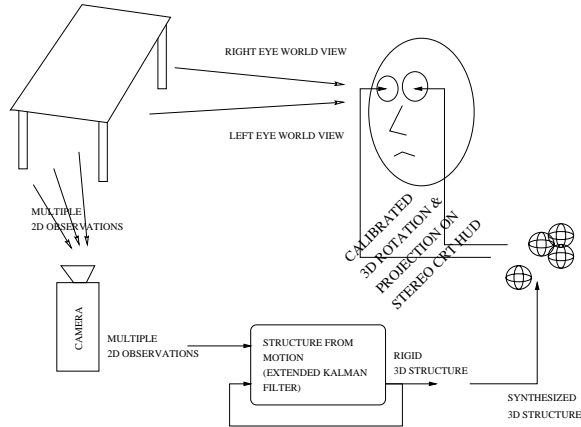 RIGHT EYE WORLD VIEW
LEFT EYE WORLD VIEW
MULTIPLE
2D OBSERVATIONS
CALIBRATED
3D ROTATION &
PROJECTION ON
STEREO CRT HUD
CAMERA
MULTIPLE
2D OBSERVATIONS
STRUCTURE FROM
MOTION
(EXTENDED KALMAN
FILTER)
RIGID
3D STRUCTURE
SYNTHESIZED
3D STRUCTURE